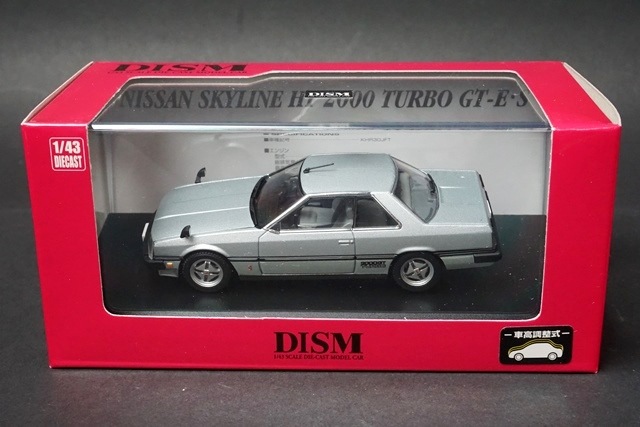 DISM
DISM
NISSAN SKYLINE HT 2000 TURBO GT-E·S
1/43
DIECAST
DISM
1/43 SCALE DIE-CAST MODEL CAR
車高調整式